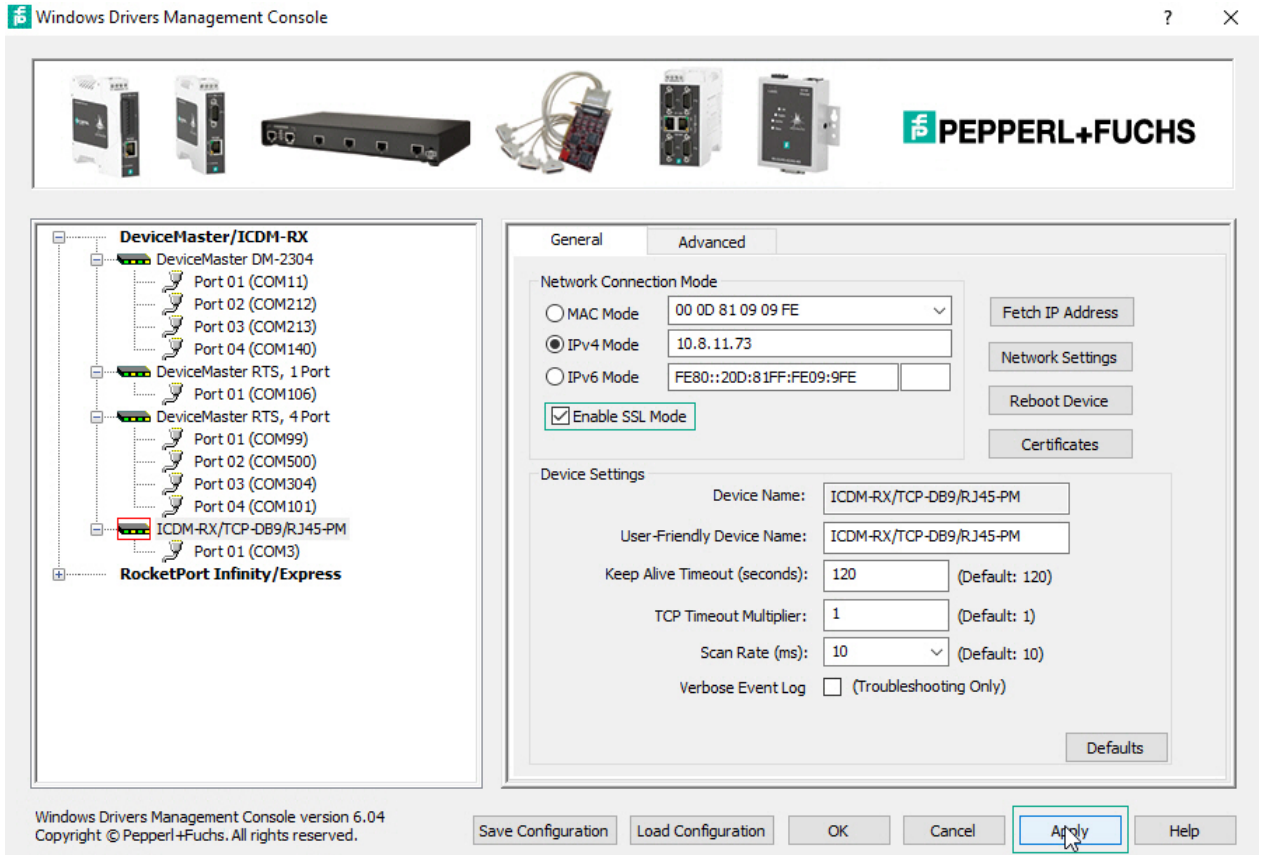 Windows Drivers Management Console
?
PEPPERL+FUCHS
DeviceMaster/ICDM-RX
DeviceMaster DM-2304
Port 01 (COM11)
Port 02 (COM212)
Port 03 (COM213)
Port 04 (COM140)
DeviceMaster RTS, 1 Port
Port 01 (COM106)
DeviceMaster RTS, 4 Port
Port 01 (COM99)
Port 02 (COM500)
Port 03 (COM304)
Port 04 (COM101)
ICDM-RX/TCP-DB9/RJ45-PM
Port 01 (COM3)
RocketPort Infinity/Express
General Advanced
Network Connection Mode
MAC Mode 00 0D 81 09 09 FE
Fetch IP Address
IPv4 Mode 10.8.11.73
Network Settings
IPv6 Mode FE80::20D:81FF:FE09:9FE
Reboot Device
Enable SSL Mode
Certificates
Device Settings
Device Name: ICDM-RX/TCP-DB9/RJ45-PM
User-Friendly Device Name: ICDM-RX/TCP-DB9/RJ45-PM
Keep Alive Timeout (seconds): 120 (Default: 120)
TCP Timeout Multiplier: 1 (Default: 1)
Scan Rate (ms): 10 (Default: 10)
Verbose Event Log (Troubleshooting Only)
Defaults
Windows Drivers Management Console version 6.04
Copyright © Pepperl+Fuchs. All rights reserved.
Save Configuration Load Configuration OK Cancel Apply Help